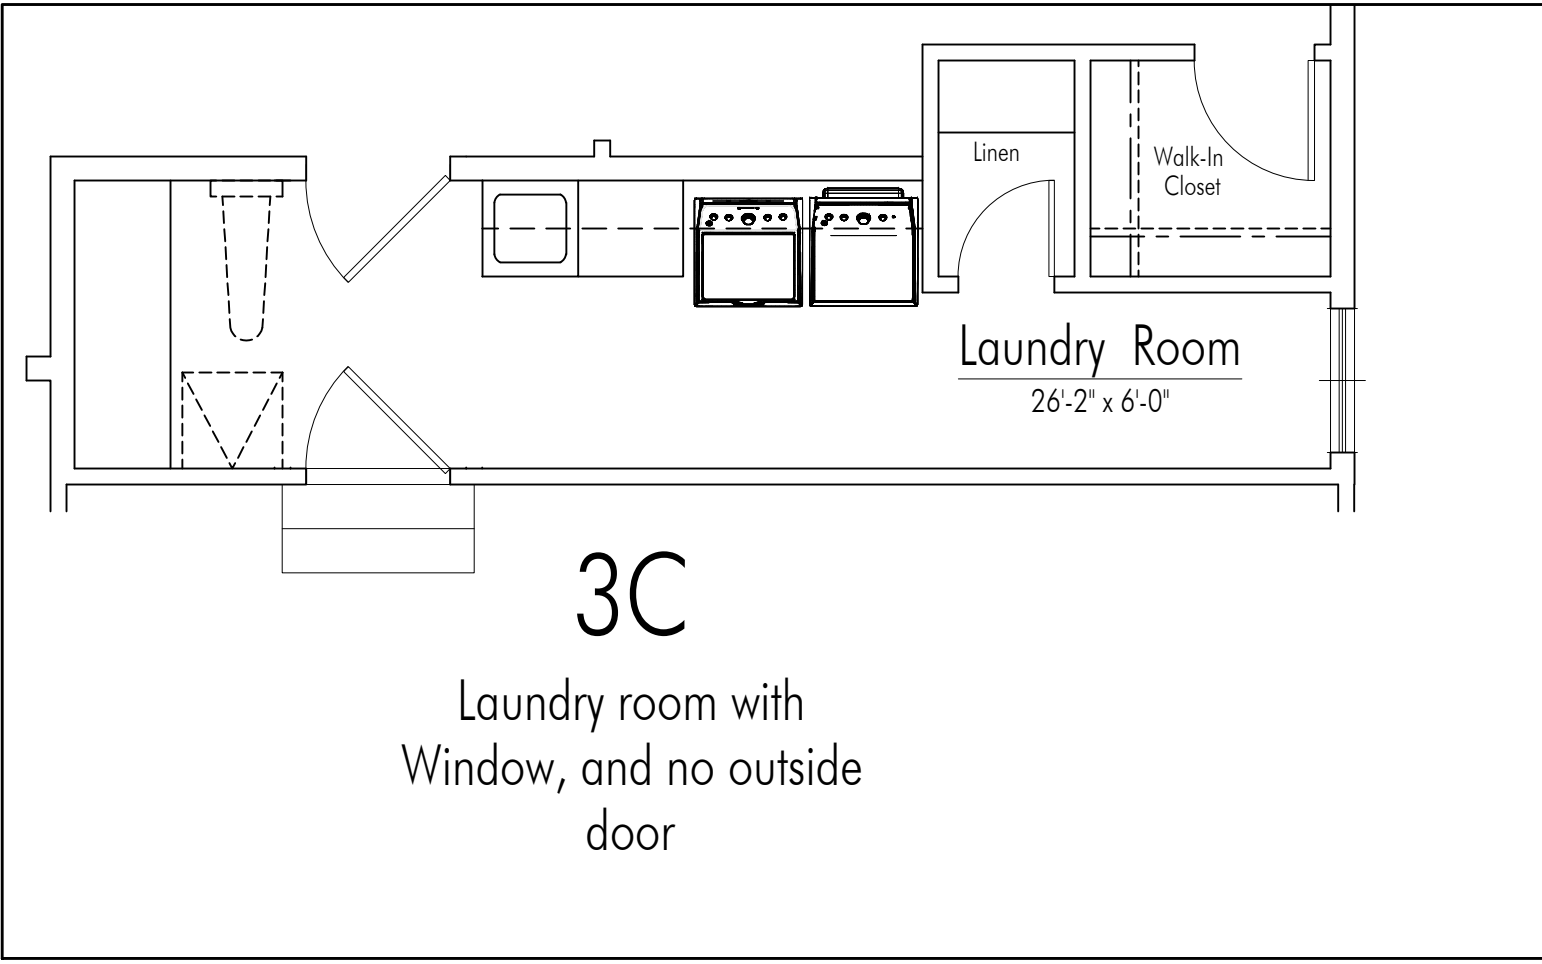 Linen
Walk-In
Closet
Laundry Room
26'-2" x 6'-0"
3C
Laundry room with
Window, and no outside
door